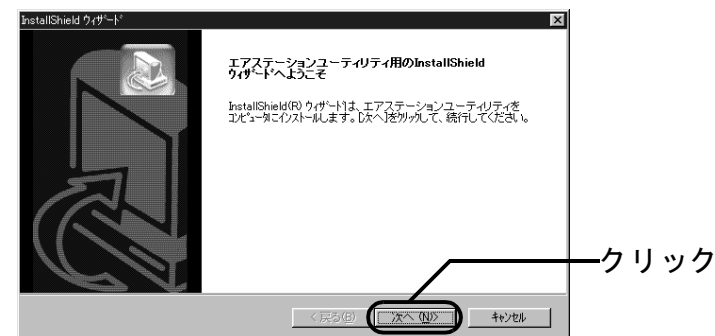 InstallShield ウィザード
エアステーションユーティリティ用のInstallShield
ウィザードへようこそ
InstallShield(R) ウィザードは、エアステーションユーティリティを
コンピュータにインストールします。[次へ]をクリックして、続行してください。
クリック
< 戻る(B)
次へ (N)>
キャンセル